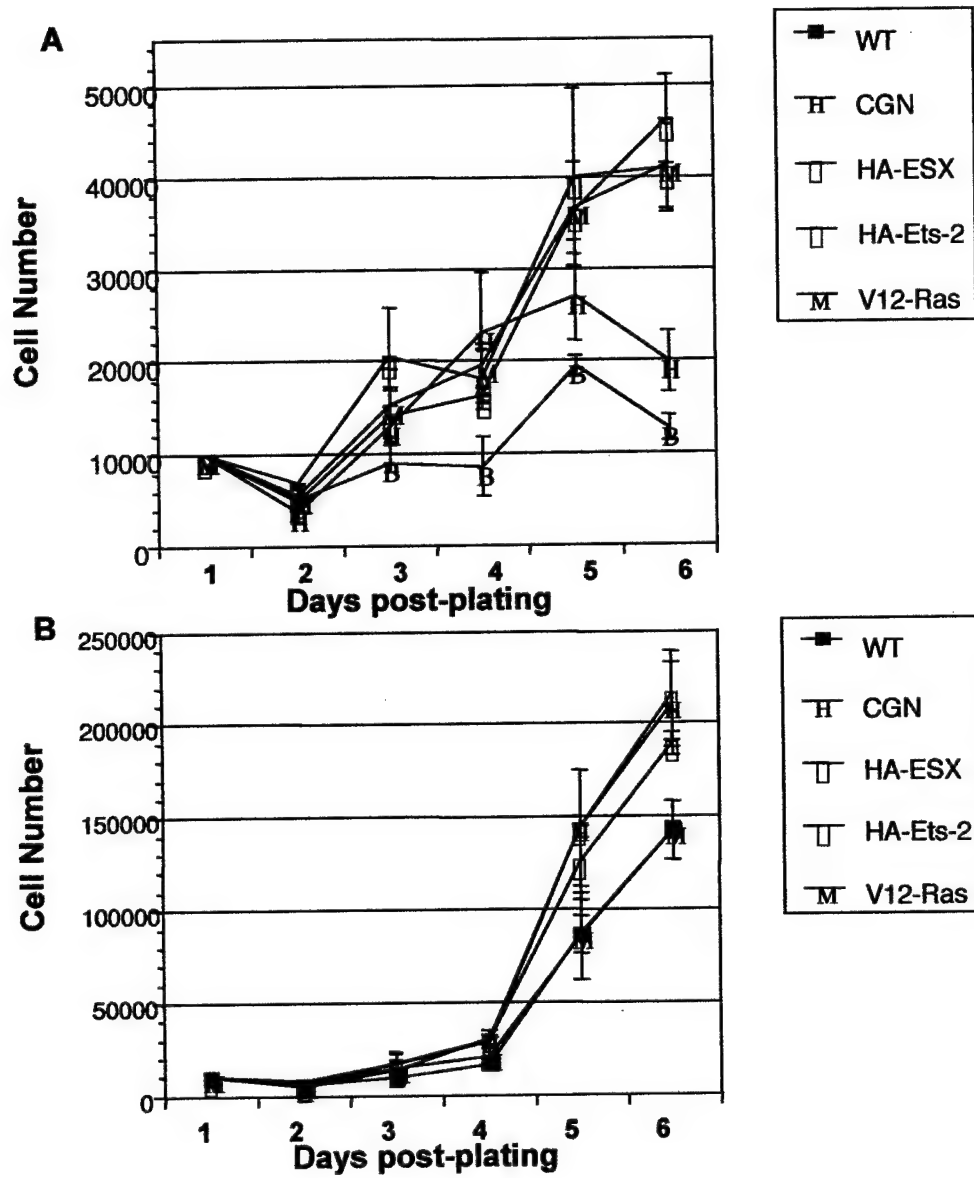 A
50000
40000
30000
20000
10000
0
Cell Number
1 2 3 4 5 6
Days post-plating
WT
H CGN
HA-ESX
HA-Ets-2
M V12-Ras
B
250000
200000
150000
100000
50000
0
Cell Number
1 2 3 4 5 6
Days post-plating
WT
H CGN
HA-ESX
HA-Ets-2
M V12-Ras